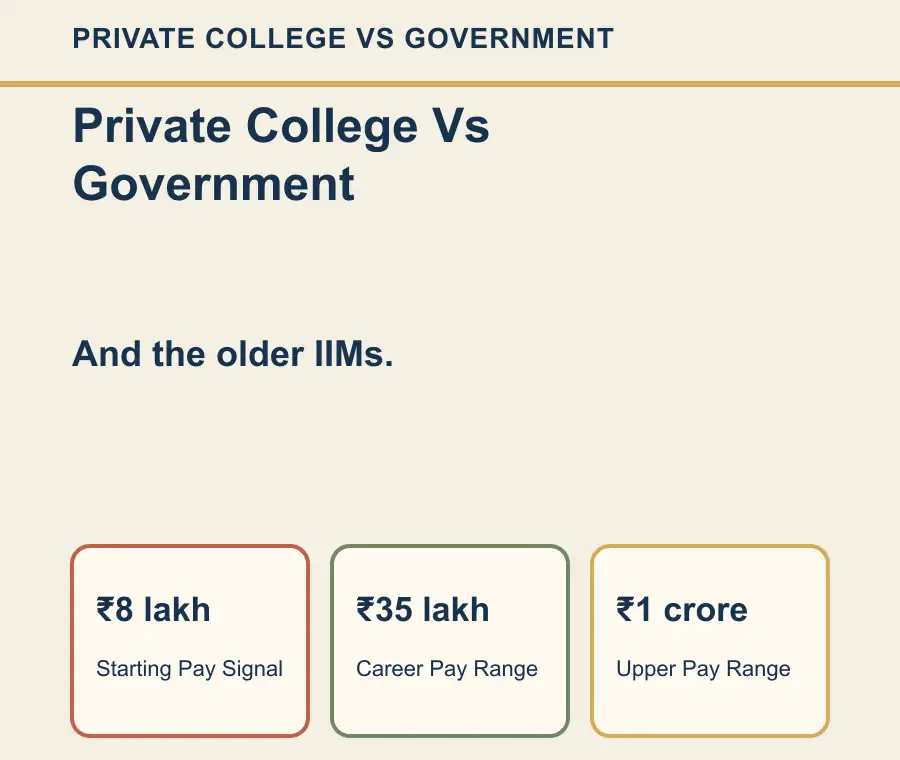 PRIVATE COLLEGE VS GOVERNMENT
Private College Vs
Government
And the older IIMs.
₹8 lakh
Starting Pay Signal
₹35 lakh
Career Pay Range
₹1 crore
Upper Pay Range